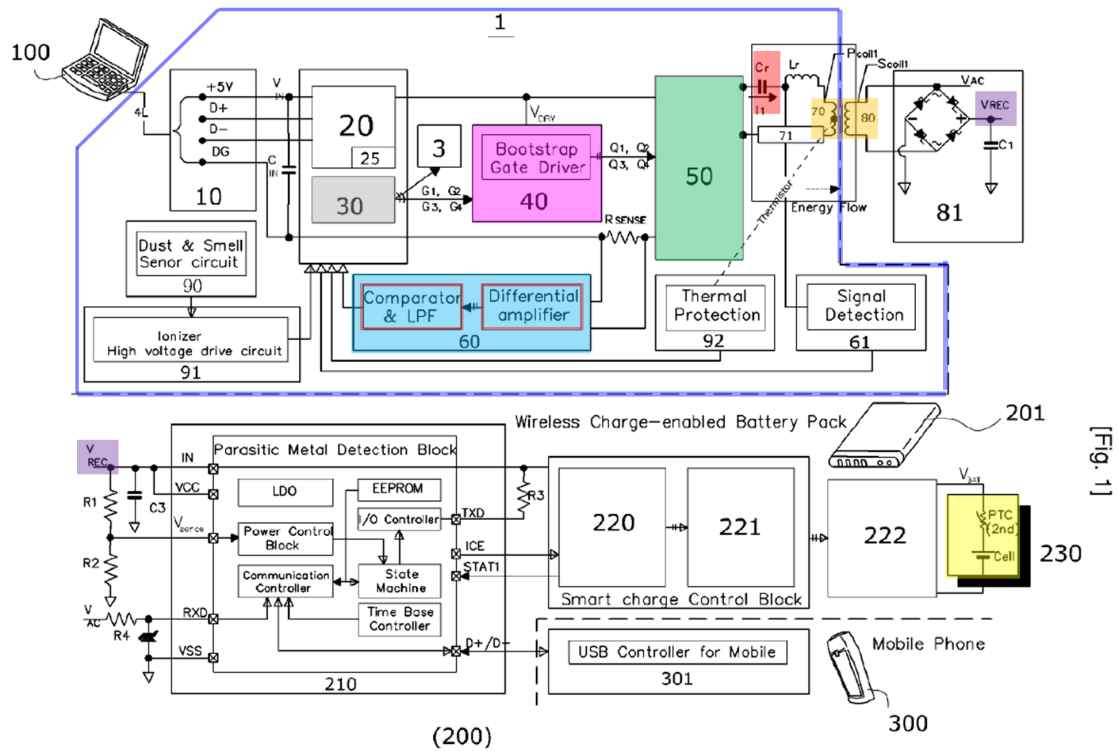 1
100
4L
+5V
D+
D-
DG
10
V
IN
C
IN
20
25
30
3
G1, G2
G3, G4
VDRV
Bootstrap
Gate Driver
40
Q1, Q2
Q3, Q4
50
RSENSE
Cr
I1
Lr
Pcoil1
Scoil1
70
71
80
Thermistor
Energy Flow
VAC
VREC
C1
81
Dust & Smell
Senor circuit
90
Ionizer
High voltage drive circuit
91
Comparator
& LPF
Differential
amplifier
60
Thermal
Protection
92
Signal
Detection
61
Wireless Charge-enabled Battery Pack
201
[Fig. 1]
V
REC
R1
C3
R2
V
AC
R4
IN
VCC
Vsence
RXD
VSS
Parasitic Metal Detection Block
LDO
EEPROM
I/O Controller
Power Control
Block
Communication
Controller
State
Machine
Time Base
Controller
TXD
R3
ICE
STAT1
D+/D-
210
220
221
Smart charge Control Block
222
VBAT
PTC
(2nd)
Cell
230
USB Controller for Mobile
301
Mobile Phone
300
(200)